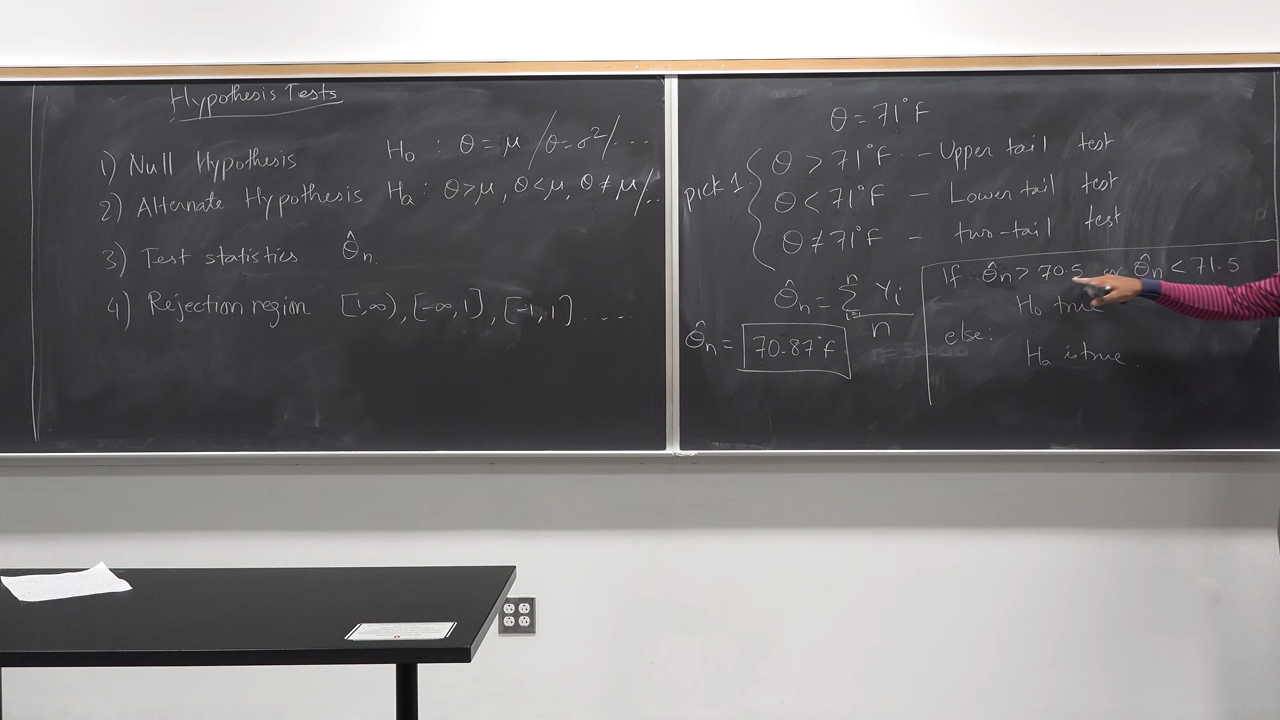 Hypothesis Tests
1) Null Hypothesis H₀ : θ = μ / θ = σ² / ....
2) Alternate Hypothesis Hₐ : θ > μ, θ < μ, θ ≠ μ / ..
3) Test statistics θ̂ₙ
4) Rejection region [1,∞), [-∞,1], [-1,1] .....
θ = 71°F
pick 1
θ > 71°F - Upper tail test
θ < 71°F - Lower tail test
θ ≠ 71°F - two-tail test
θ̂ₙ = Σᵢ₌₁ⁿ Yᵢ / n
θ̂ₙ = 70.87°F
If θ̂ₙ > 70.5 θ̂ₙ < 71.5
H₀ true
else:
Hₐ is true.